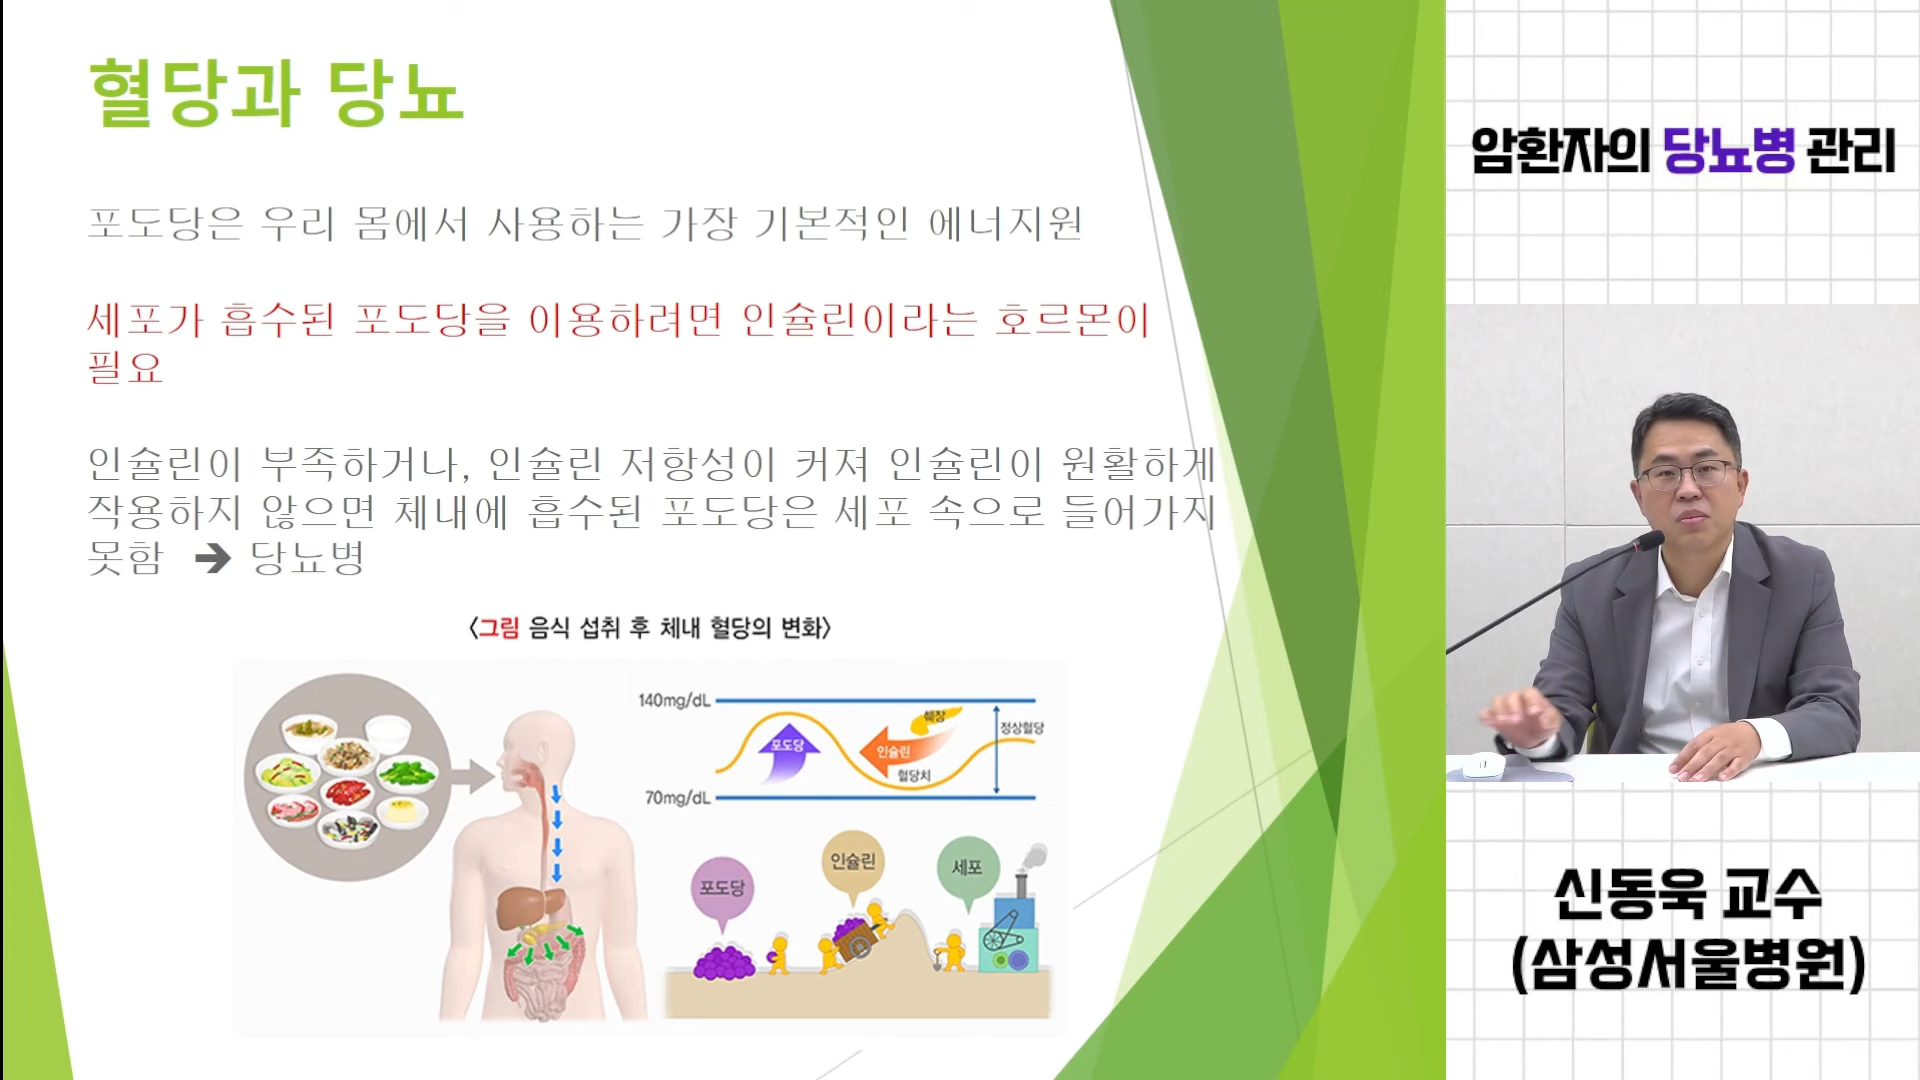 혈당과 당뇨
포도당은 우리 몸에서 사용하는 가장 기본적인 에너지원
세포가 흡수된 포도당을 이용하려면 인슐린이라는 호르몬이
필요
인슐린이 부족하거나, 인슐린 저항성이 커져 인슐린이 원활하게
작용하지 않으면 체내에 흡수된 포도당은 세포 속으로 들어가지
못함 ➔ 당뇨병
<그림 음식 섭취 후 체내 혈당의 변화>
140mg/dL
췌장
정상혈당
포도당
인슐린
혈당치
70mg/dL
포도당
인슐린
세포
암환자의 당뇨병 관리
신동욱 교수
(삼성서울병원)